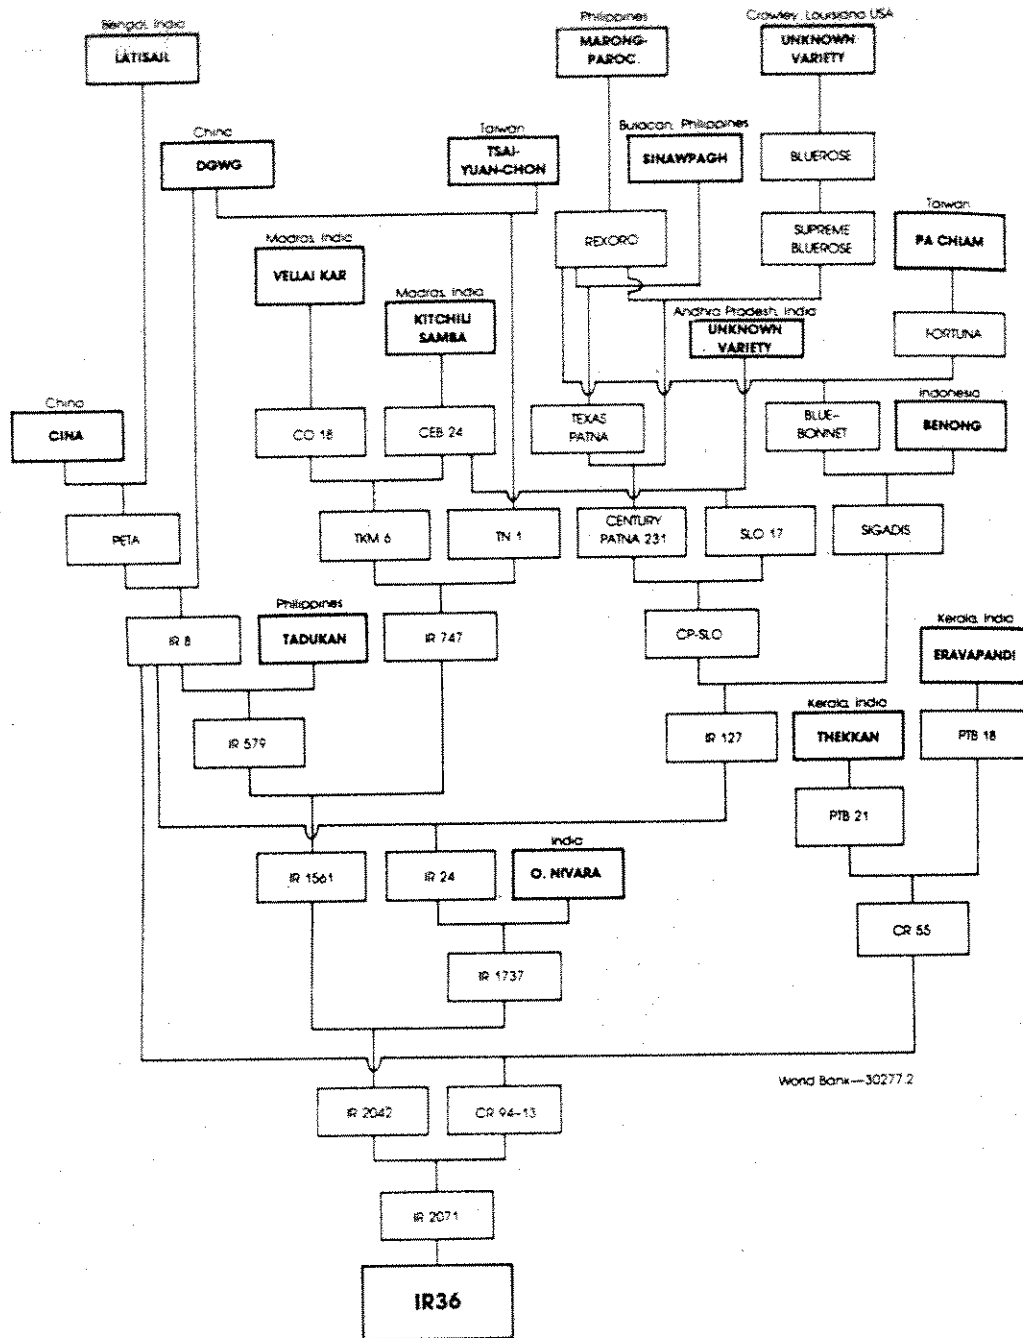 Bengal, India
LATISAIL
Philippines
MARONG-
PAROC.
Crawley, Louisiana USA
UNKNOWN
VARIETY
China
DGWG
Taiwan
TSAI-
YUAN-CHON
Bulacan, Philippines
SINAWPAGH
BLUEROSE
Madras, India
VELLAI KAR
REXORO
SUPREME
BLUEROSE
Taiwan
PA CHIAM
Madras, India
KITCHILI
SAMBA
Andhra Pradesh, India
UNKNOWN
VARIETY
FORTUNA
China
CINA
CO 18
CEB 24
TEXAS
PATNA
BLUE-
BONNET
Indonesia
BENONG
PETA
TKM 6
TN 1
CENTURY
PATNA 231
SLO 17
SIGADIS
IR 8
Philippines
TADUKAN
IR 747
CP-SLO
Kerala, India
ERAVAPANDI
IR 579
IR 127
Kerala, India
THEKKAN
PTB 18
PTB 21
IR 1561
IR 24
India
O. NIVARA
CR 55
IR 1737
World Bank—30277.2
IR 2042
CR 94-13
IR 2071
IR36